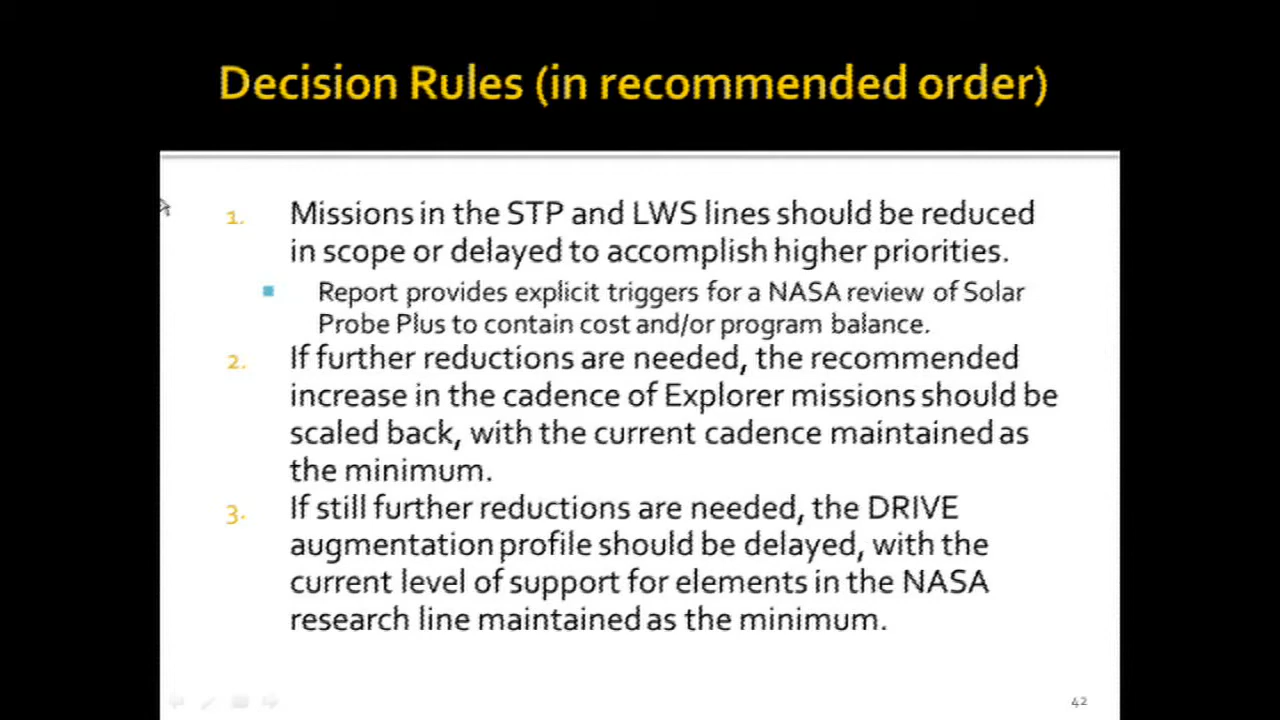 Decision Rules (in recommended order)
1. Missions in the STP and LWS lines should be reduced
in scope or delayed to accomplish higher priorities.
Report provides explicit triggers for a NASA review of Solar
Probe Plus to contain cost and/or program balance.
2. If further reductions are needed, the recommended
increase in the cadence of Explorer missions should be
scaled back, with the current cadence maintained as
the minimum.
3. If still further reductions are needed, the DRIVE
augmentation profile should be delayed, with the
current level of support for elements in the NASA
research line maintained as the minimum.
42